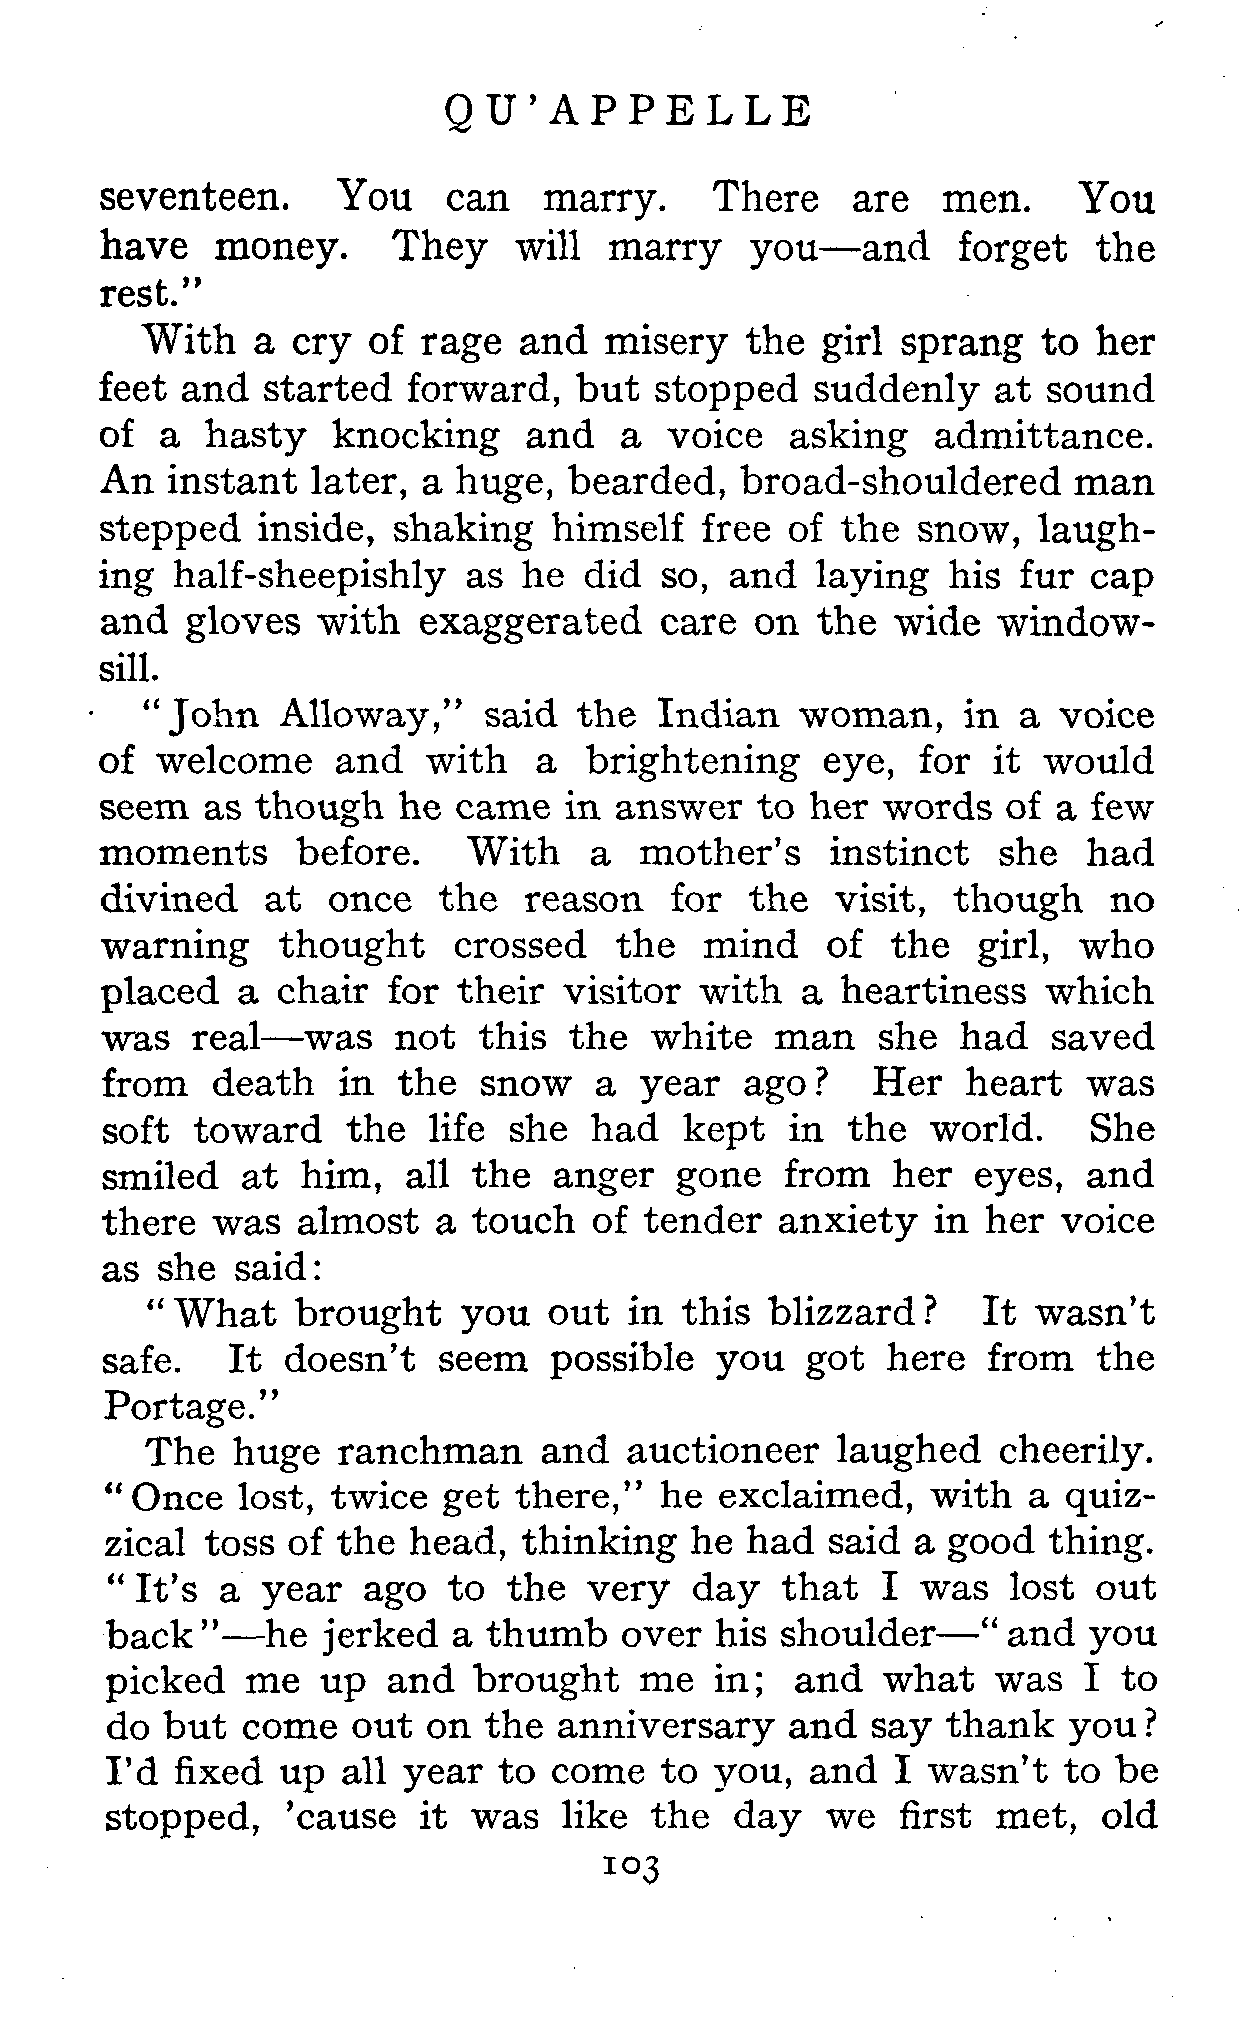 QU'APPELLE
seventeen. You can marry. There are men. You
have money. They will marry you—and forget the
rest."
With a cry of rage and misery the girl sprang to her
feet and started forward, but stopped suddenly at sound
of a hasty knocking and a voice asking admittance.
An instant later, a huge, bearded, broad-shouldered man
stepped inside, shaking himself free of the snow, laugh-
ing half-sheepishly as he did so, and laying his fur cap
and gloves with exaggerated care on the wide window-
sill.
"John Alloway," said the Indian woman, in a voice
of welcome and with a brightening eye, for it would
seem as though he came in answer to her words of a few
moments before. With a mother's instinct she had
divined at once the reason for the visit, though no
warning thought crossed the mind of the girl, who
placed a chair for their visitor with a heartiness which
was real—was not this the white man she had saved
from death in the snow a year ago? Her heart was
soft toward the life she had kept in the world. She
smiled at him, all the anger gone from her eyes, and
there was almost a touch of tender anxiety in her voice
as she said:
"What brought you out in this blizzard? It wasn't
safe. It doesn't seem possible you got here from the
Portage."
The huge ranchman and auctioneer laughed cheerily.
"Once lost, twice get there," he exclaimed, with a quiz-
zical toss of the head, thinking he had said a good thing.
"It's a year ago to the very day that I was lost out
back"—he jerked a thumb over his shoulder—"and you
picked me up and brought me in; and what was I to
do but come out on the anniversary and say thank you?
I'd fixed up all year to come to you, and I wasn't to be
stopped, 'cause it was like the day we first met, old
103